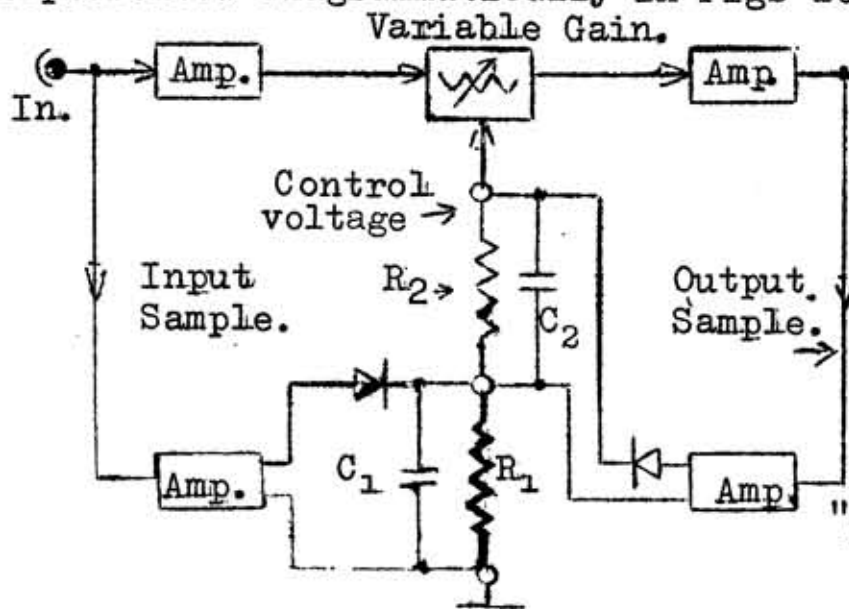 Variable Gain.
Amp.
Amp
In.
Control
voltage
Input
Sample.
R2
C2
Output.
Sample.
Amp.
C1
R1
Amp.
"